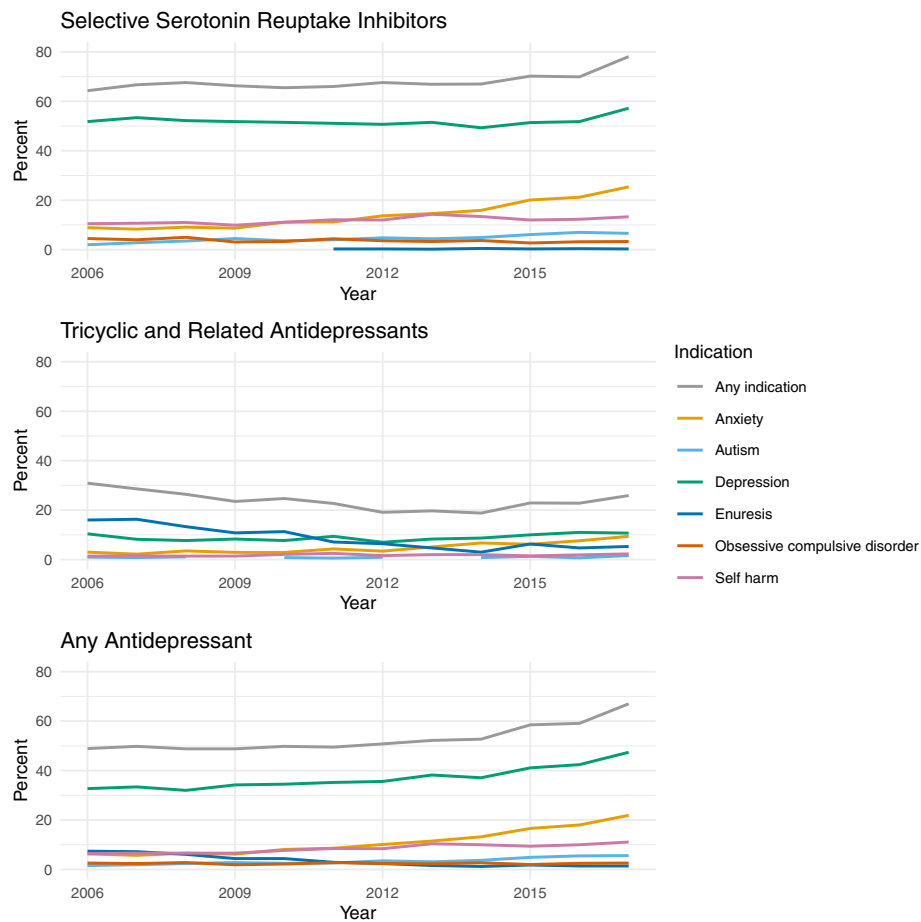 Selective Serotonin Reuptake Inhibitors
80
60
40
20
0
Percent
2006 2009 2012 2015
Year
Tricyclic and Related Antidepressants
80
60
40
20
0
Percent
2006 2009 2012 2015
Year
Indication
Any indication
Anxiety
Autism
Depression
Enuresis
Obsessive compulsive disorder
Self harm
Any Antidepressant
80
60
40
20
0
Percent
2006 2009 2012 2015
Year